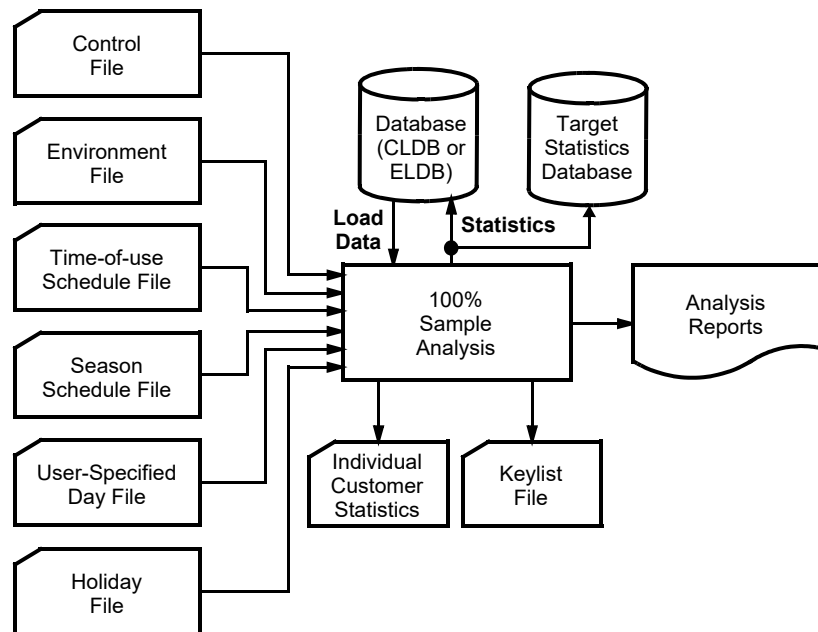 Control
File
Environment
File
Time-of-use
Schedule File
Season
Schedule File
User-Specified
Day File
Holiday
File
Database
(CLDB or
ELDB)
Target
Statistics
Database
Load
Data
Statistics
100%
Sample
Analysis
Analysis
Reports
Individual
Customer
Statistics
Keylist
File